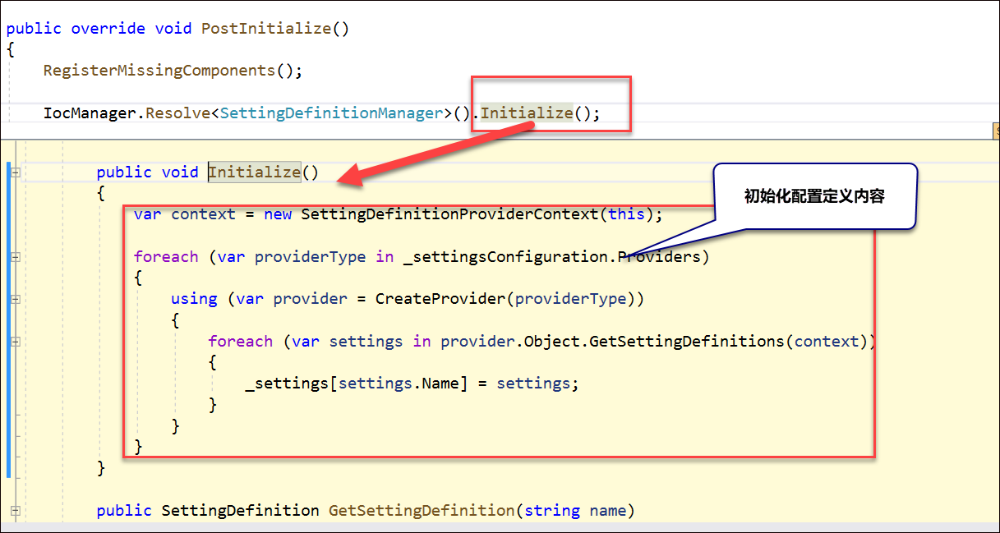 public override void PostInitialize()
{
    RegisterMissingComponents();
    IocManager.Resolve<SettingDefinitionManager>().Initialize();
public void Initialize()
{
初始化配置定义内容
    var context = new SettingDefinitionProviderContext(this);
    foreach (var providerType in _settingsConfiguration.Providers)
    {
        using (var provider = CreateProvider(providerType))
        {
            foreach (var settings in provider.Object.GetSettingDefinitions(context))
            {
                _settings[settings.Name] = settings;
            }
        }
    }
}
public SettingDefinition GetSettingDefinition(string name)